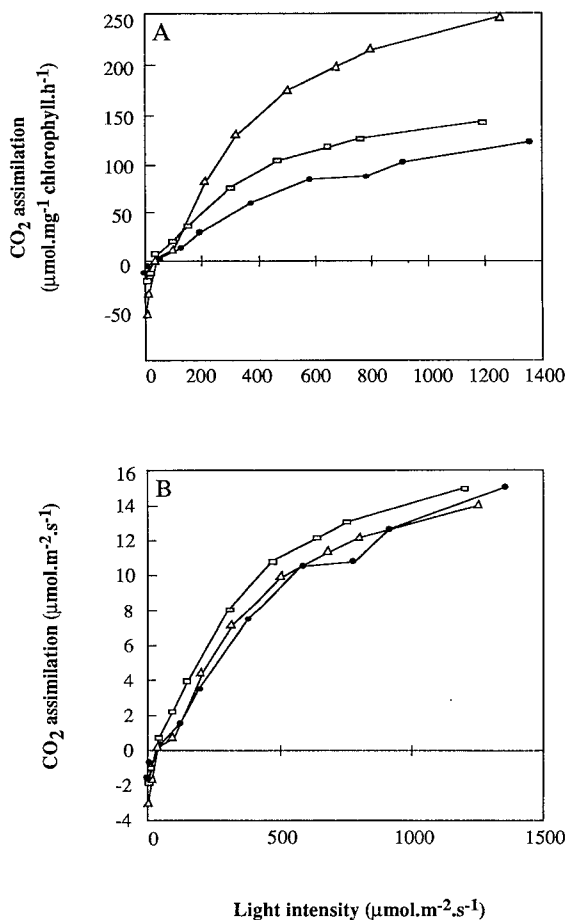 A
250
200
150
100
50
0
-50
CO2 assimilation
(µmol.mg-1 chlorophyll.h-1)
0 200 400 600 800 1000 1200 1400
B
16
14
12
10
8
6
4
2
0
-2
-4
CO2 assimilation (µmol.m-2.s-1)
0 500 1000 1500
Light intensity (µmol.m-2.s-1)